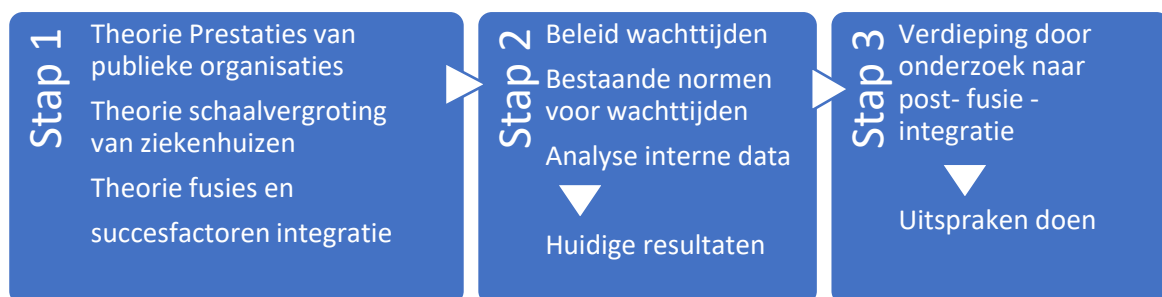 Stap 1
Theorie Prestaties van
publieke organisaties
Theorie schaalvergroting
van ziekenhuizen
Theorie fusies en
succesfactoren integratie
Stap 2
Beleid wachttijden
Bestaande normen
voor wachttijden
Analyse interne data
Huidige resultaten
Stap 3
Verdieping door
onderzoek naar
post- fusie -
integratie
Uitspraken doen